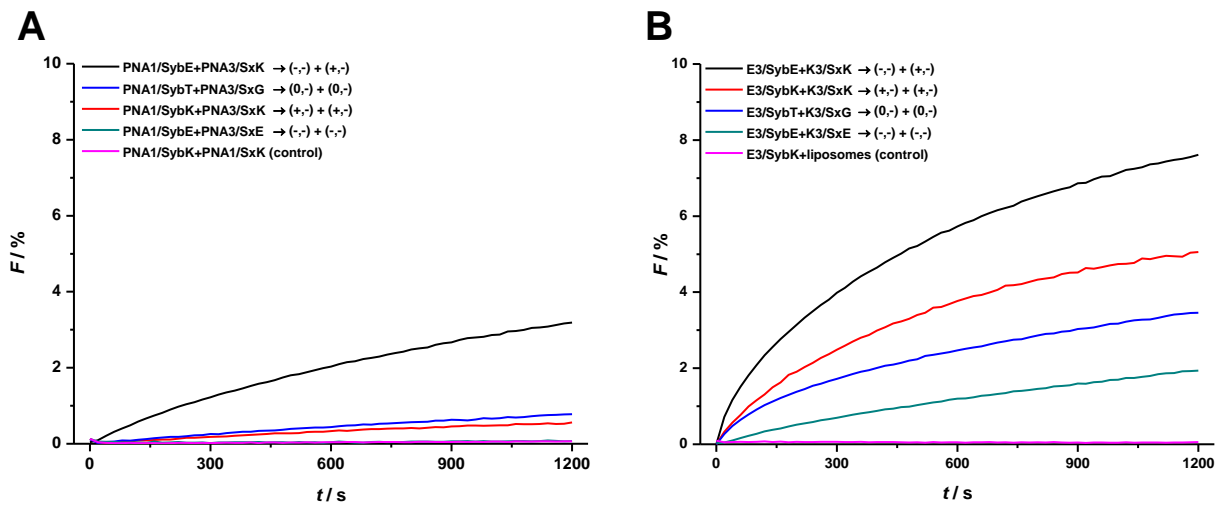 A
PNA1/SybE+PNA3/SxK → (-,-) + (+,-)
PNA1/SybT+PNA3/SxG → (0,-) + (0,-)
PNA1/SybK+PNA3/SxK → (+,-) + (+,-)
PNA1/SybE+PNA3/SxE → (-,-) + (-,-)
PNA1/SybK+PNA1/SxK (control)
10
8
6
4
2
0
F / %
0
300
600
900
1200
t / s
B
E3/SybE+K3/SxK → (-,-) + (+,-)
E3/SybK+K3/SxK → (+,-) + (+,-)
E3/SybT+K3/SxG → (0,-) + (0,-)
E3/SybE+K3/SxE → (-,-) + (-,-)
E3/SybK+liposomes (control)
10
8
6
4
2
0
F / %
0
300
600
900
1200
t / s